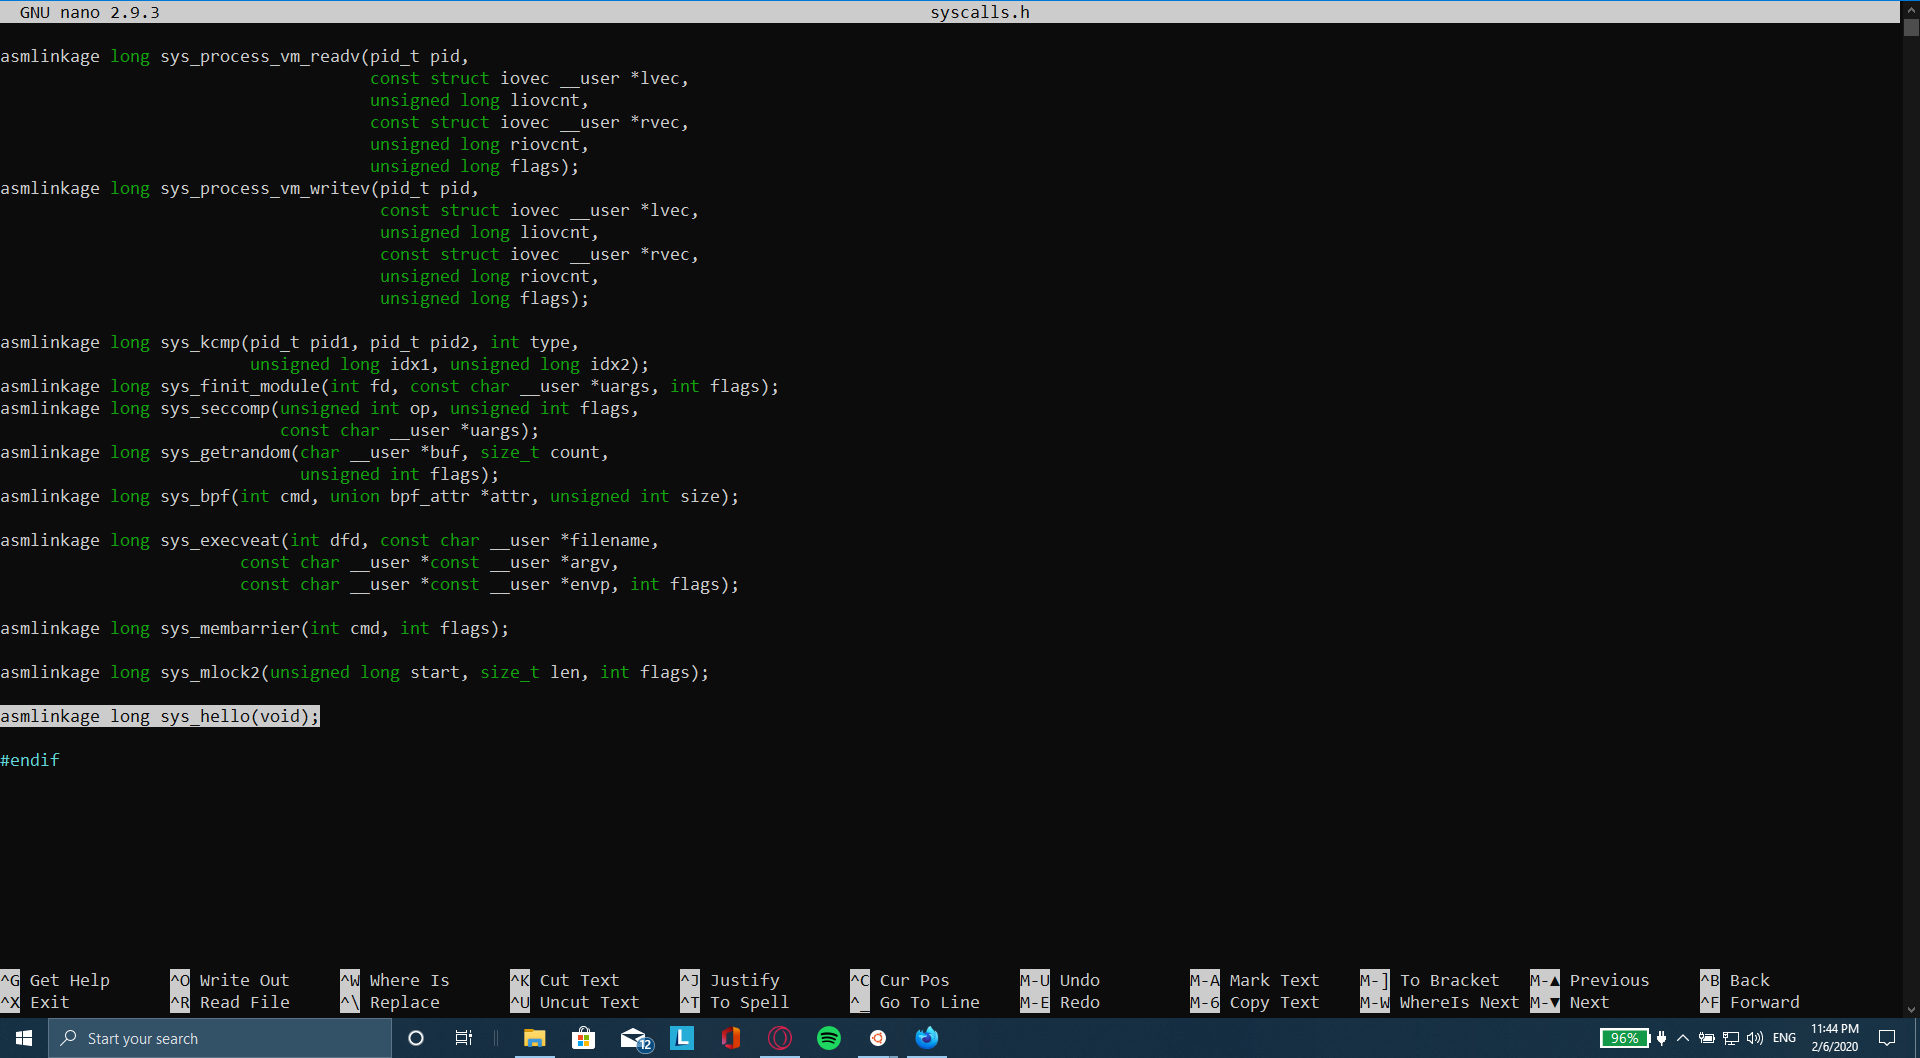 GNU nano 2.9.3 syscalls.h
asmlinkage long sys_process_vm_readv(pid_t pid,
const struct iovec __user *lvec,
unsigned long liovcnt,
const struct iovec __user *rvec,
unsigned long riovcnt,
unsigned long flags);
asmlinkage long sys_process_vm_writev(pid_t pid,
const struct iovec __user *lvec,
unsigned long liovcnt,
const struct iovec __user *rvec,
unsigned long riovcnt,
unsigned long flags);
asmlinkage long sys_kcmp(pid_t pid1, pid_t pid2, int type,
unsigned long idx1, unsigned long idx2);
asmlinkage long sys_finit_module(int fd, const char __user *uargs, int flags);
asmlinkage long sys_seccomp(unsigned int op, unsigned int flags,
const char __user *uargs);
asmlinkage long sys_getrandom(char __user *buf, size_t count,
unsigned int flags);
asmlinkage long sys_bpf(int cmd, union bpf_attr *attr, unsigned int size);
asmlinkage long sys_execveat(int dfd, const char __user *filename,
const char __user *const __user *argv,
const char __user *const __user *envp, int flags);
asmlinkage long sys_membarrier(int cmd, int flags);
asmlinkage long sys_mlock2(unsigned long start, size_t len, int flags);
asmlinkage long sys_hello(void);
#endif
^G Get Help ^O Write Out ^W Where Is ^K Cut Text ^J Justify ^C Cur Pos M-U Undo M-A Mark Text M-] To Bracket M-▲ Previous ^B Back
^X Exit ^R Read File ^\ Replace ^U Uncut Text ^T To Spell ^_ Go To Line M-E Redo M-6 Copy Text M-W WhereIs Next M-▼ Next ^F Forward
Start your search 12 L 96% ENG 11:44 PM
2/6/2020